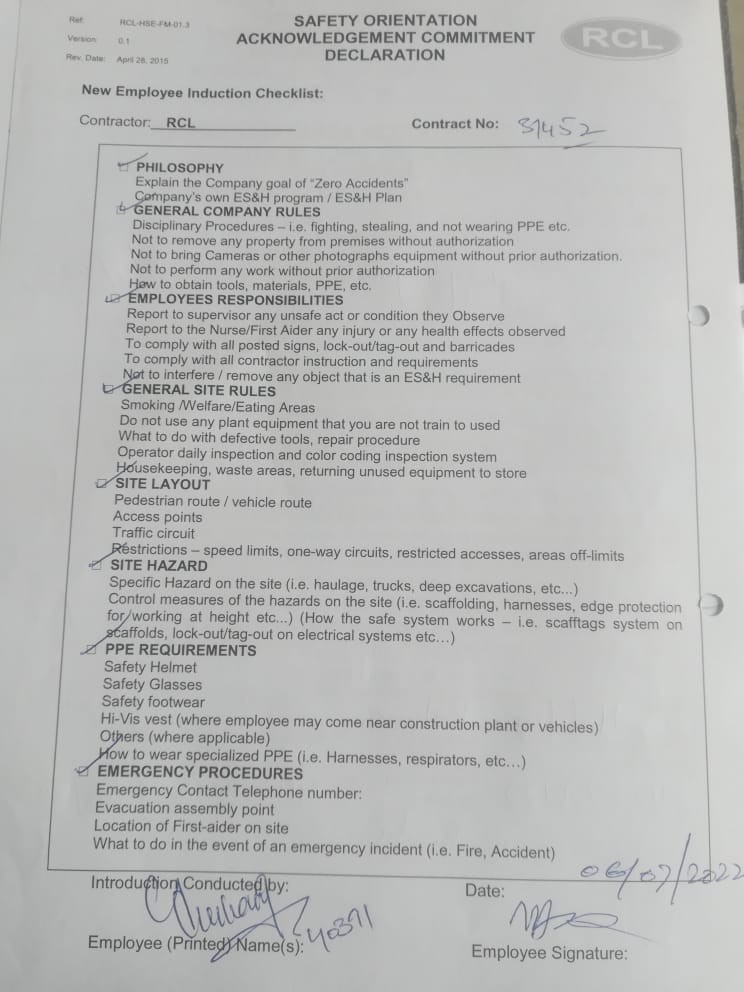 Ref: RCL-HSE-FM-01.3
Version: 0.1
Rev. Date: April 28, 2015
SAFETY ORIENTATION
ACKNOWLEDGEMENT COMMITMENT
DECLARATION
RCL
New Employee Induction Checklist:
Contractor: RCL Contract No: 31452
PHILOSOPHY
Explain the Company goal of "Zero Accidents"
Company's own ES&H program / ES&H Plan
GENERAL COMPANY RULES
Disciplinary Procedures – i.e. fighting, stealing, and not wearing PPE etc.
Not to remove any property from premises without authorization
Not to bring Cameras or other photographs equipment without prior authorization.
Not to perform any work without prior authorization
How to obtain tools, materials, PPE, etc.
EMPLOYEES RESPONSIBILITIES
Report to supervisor any unsafe act or condition they Observe
Report to the Nurse/First Aider any injury or any health effects observed
To comply with all posted signs, lock-out/tag-out and barricades
To comply with all contractor instruction and requirements
Not to interfere / remove any object that is an ES&H requirement
GENERAL SITE RULES
Smoking /Welfare/Eating Areas
Do not use any plant equipment that you are not train to used
What to do with defective tools, repair procedure
Operator daily inspection and color coding inspection system
Housekeeping, waste areas, returning unused equipment to store
SITE LAYOUT
Pedestrian route / vehicle route
Access points
Traffic circuit
Restrictions – speed limits, one-way circuits, restricted accesses, areas off-limits
SITE HAZARD
Specific Hazard on the site (i.e. haulage, trucks, deep excavations, etc...)
Control measures of the hazards on the site (i.e. scaffolding, harnesses, edge protection
for/working at height etc...) (How the safe system works – i.e. scafftags system on
scaffolds, lock-out/tag-out on electrical systems etc…)
PPE REQUIREMENTS
Safety Helmet
Safety Glasses
Safety footwear
Hi-Vis vest (where employee may come near construction plant or vehicles)
Others (where applicable)
How to wear specialized PPE (i.e. Harnesses, respirators, etc…)
EMERGENCY PROCEDURES
Emergency Contact Telephone number:
Evacuation assembly point
Location of First-aider on site
What to do in the event of an emergency incident (i.e. Fire, Accident)
Introduction Conducted by: Date: 06/07/2022
Employee (Printed) Name(s): 40371 Employee Signature: